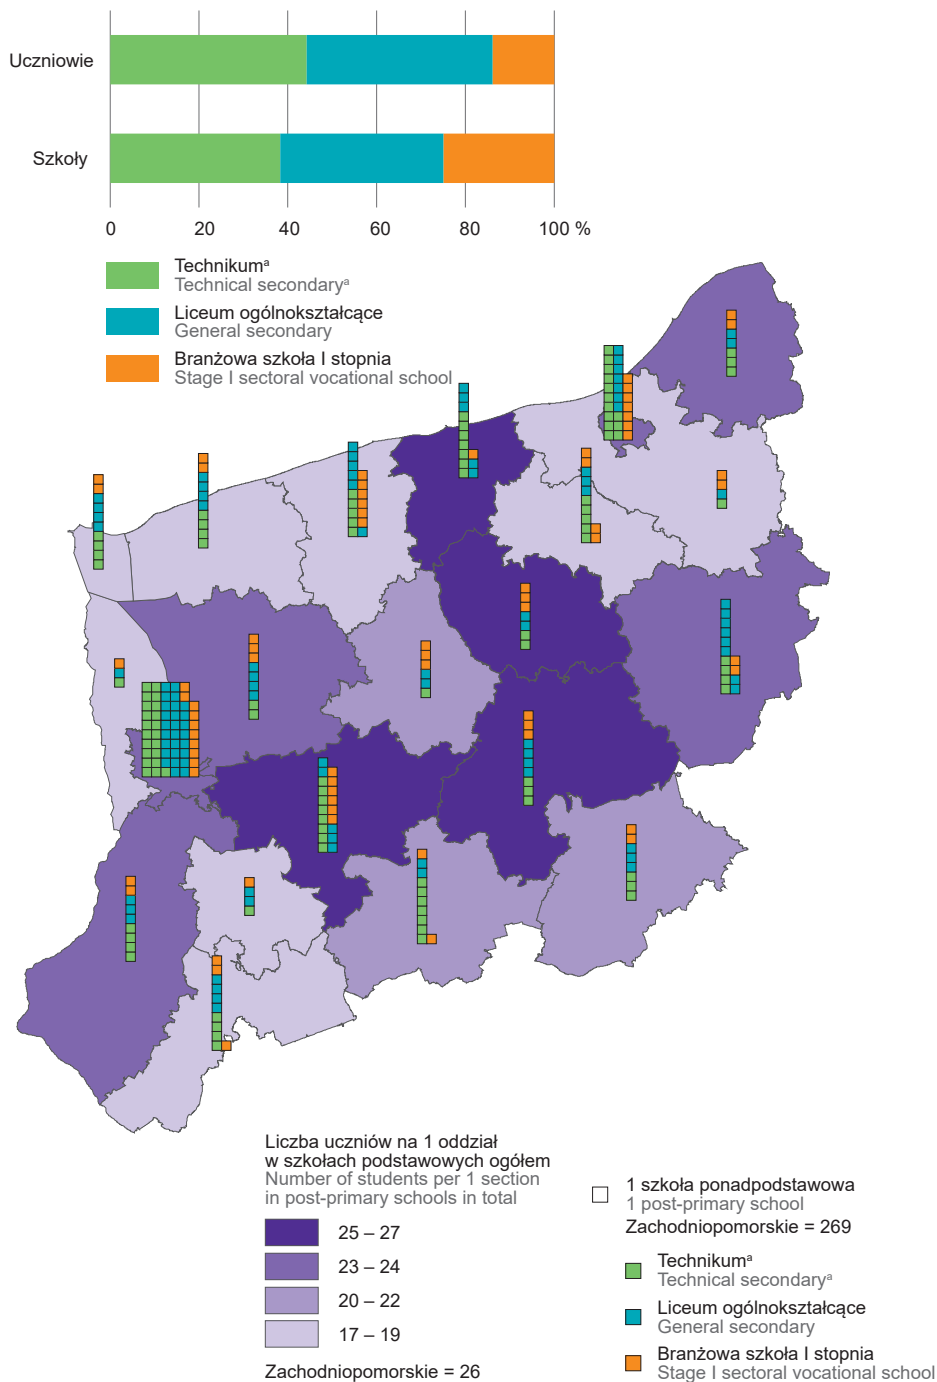 Uczniowie
Szkoły
0 20 40 60 80 100 %
Technikumᵃ
Technical secondaryᵃ
Liceum ogólnokształcące
General secondary
Branżowa szkoła I stopnia
Stage I sectoral vocational school
Liczba uczniów na 1 oddział
w szkołach podstawowych ogółem
Number of students per 1 section
in post-primary schools in total
25 – 27
23 – 24
20 – 22
17 – 19
Zachodniopomorskie = 26
1 szkoła ponadpodstawowa
1 post-primary school
Zachodniopomorskie = 269
Technikumᵃ
Technical secondaryᵃ
Liceum ogólnokształcące
General secondary
Branżowa szkoła I stopnia
Stage I sectoral vocational school